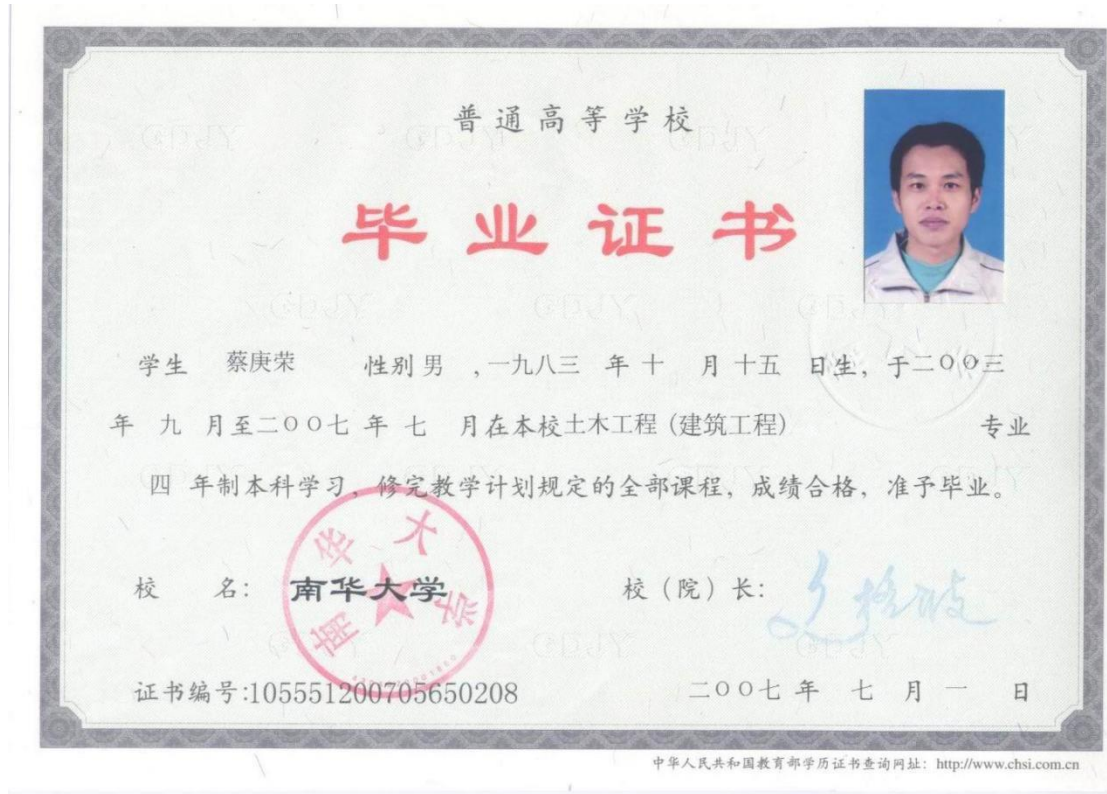 普通高等学校
毕业证书
学生 蔡庚荣 性别 男 ,一九八三 年 十 月 十五 日生, 于二〇〇三
年 九 月至二〇〇七 年 七 月在本校土木工程 (建筑工程) 专业
四 年制本科学习, 修完教学计划规定的全部课程, 成绩合格, 准予毕业。
南华大学
校 名: 南华大学 校（院）长:
证书编号:105551200705650208 二〇〇七 年 七 月 一 日
中华人民共和国教育部学历证书查询网址: http://www.chsi.com.cn